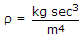 ρ = kg sec³ / m⁴